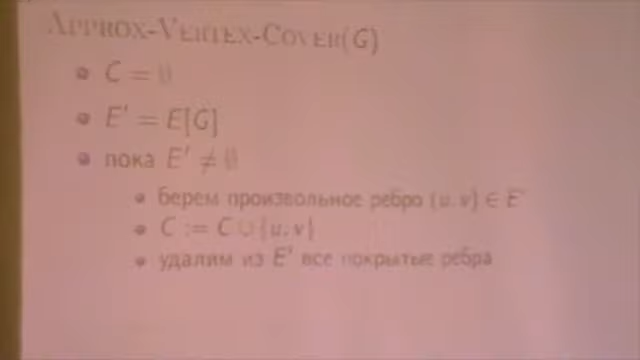 APPROX-VERTEX-COVER(G)
C = ∅
E′ = E[G]
пока E′ ≠ ∅
берем произвольное ребро {u, v} ∈ E′
C := C ∪ {u, v}
удалим из E′ все покрытые ребра